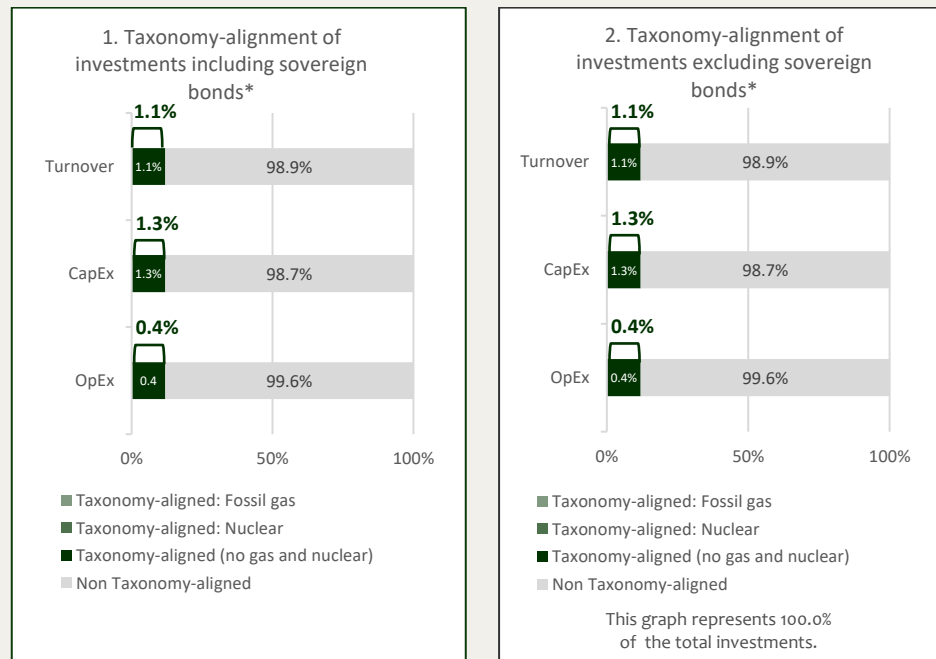 1. Taxonomy-alignment of
investments including sovereign
bonds*
1.1%
Turnover
1.1%
98.9%
1.3%
CapEx
1.3%
98.7%
0.4%
OpEx
0.4
99.6%
0%
50%
100%
Taxonomy-aligned: Fossil gas
Taxonomy-aligned: Nuclear
Taxonomy-aligned (no gas and nuclear)
Non Taxonomy-aligned
2. Taxonomy-alignment of
investments excluding sovereign
bonds*
1.1%
Turnover
1.1%
98.9%
1.3%
CapEx
1.3%
98.7%
0.4%
OpEx
0.4%
99.6%
0%
50%
100%
Taxonomy-aligned: Fossil gas
Taxonomy-aligned: Nuclear
Taxonomy-aligned (no gas and nuclear)
Non Taxonomy-aligned
This graph represents 100.0%
of the total investments.